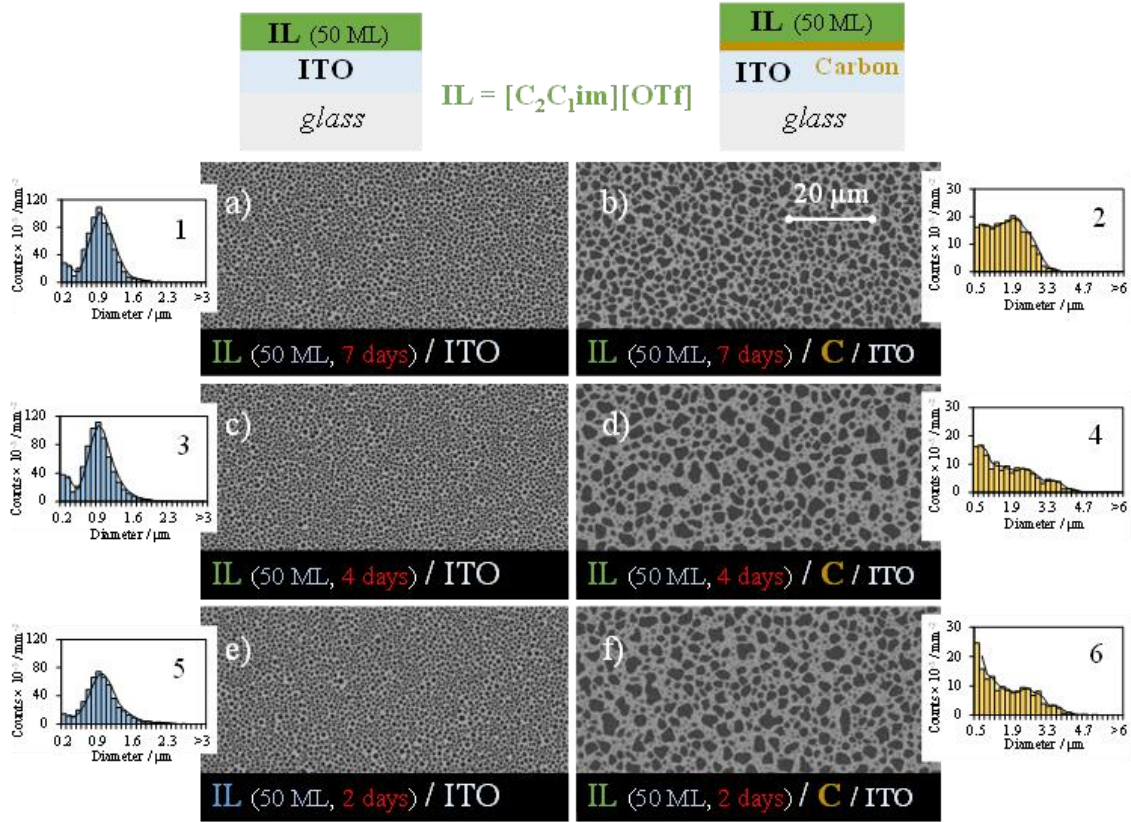 IL (50 ML)
ITO
glass
IL = [C₂C₁im][OTf]
IL (50 ML)
ITO Carbon
glass
a)
IL (50 ML, 7 days) / ITO
b)
20 µm
IL (50 ML, 7 days) / C / ITO
c)
IL (50 ML, 4 days) / ITO
d)
IL (50 ML, 4 days) / C / ITO
e)
IL (50 ML, 2 days) / ITO
f)
IL (50 ML, 2 days) / C / ITO
1
Counts × 10⁻³ / mm⁻²
120
80
40
0
0.2 0.9 1.6 2.3 >3
Diameter / µm
2
Counts × 10⁻³ / mm⁻²
30
20
10
0
0.5 1.9 3.3 4.7 >6
Diameter / µm
3
Counts × 10⁻³ / mm⁻²
120
80
40
0
0.2 0.9 1.6 2.3 >3
Diameter / µm
4
Counts × 10⁻³ / mm⁻²
30
20
10
0
0.5 1.9 3.3 4.7 >6
Diameter / µm
5
Counts × 10⁻³ / mm⁻²
120
80
40
0
0.2 0.9 1.6 2.3 >3
Diameter / µm
6
Counts × 10⁻³ / mm⁻²
30
20
10
0
0.5 1.9 3.3 4.7 >6
Diameter / µm